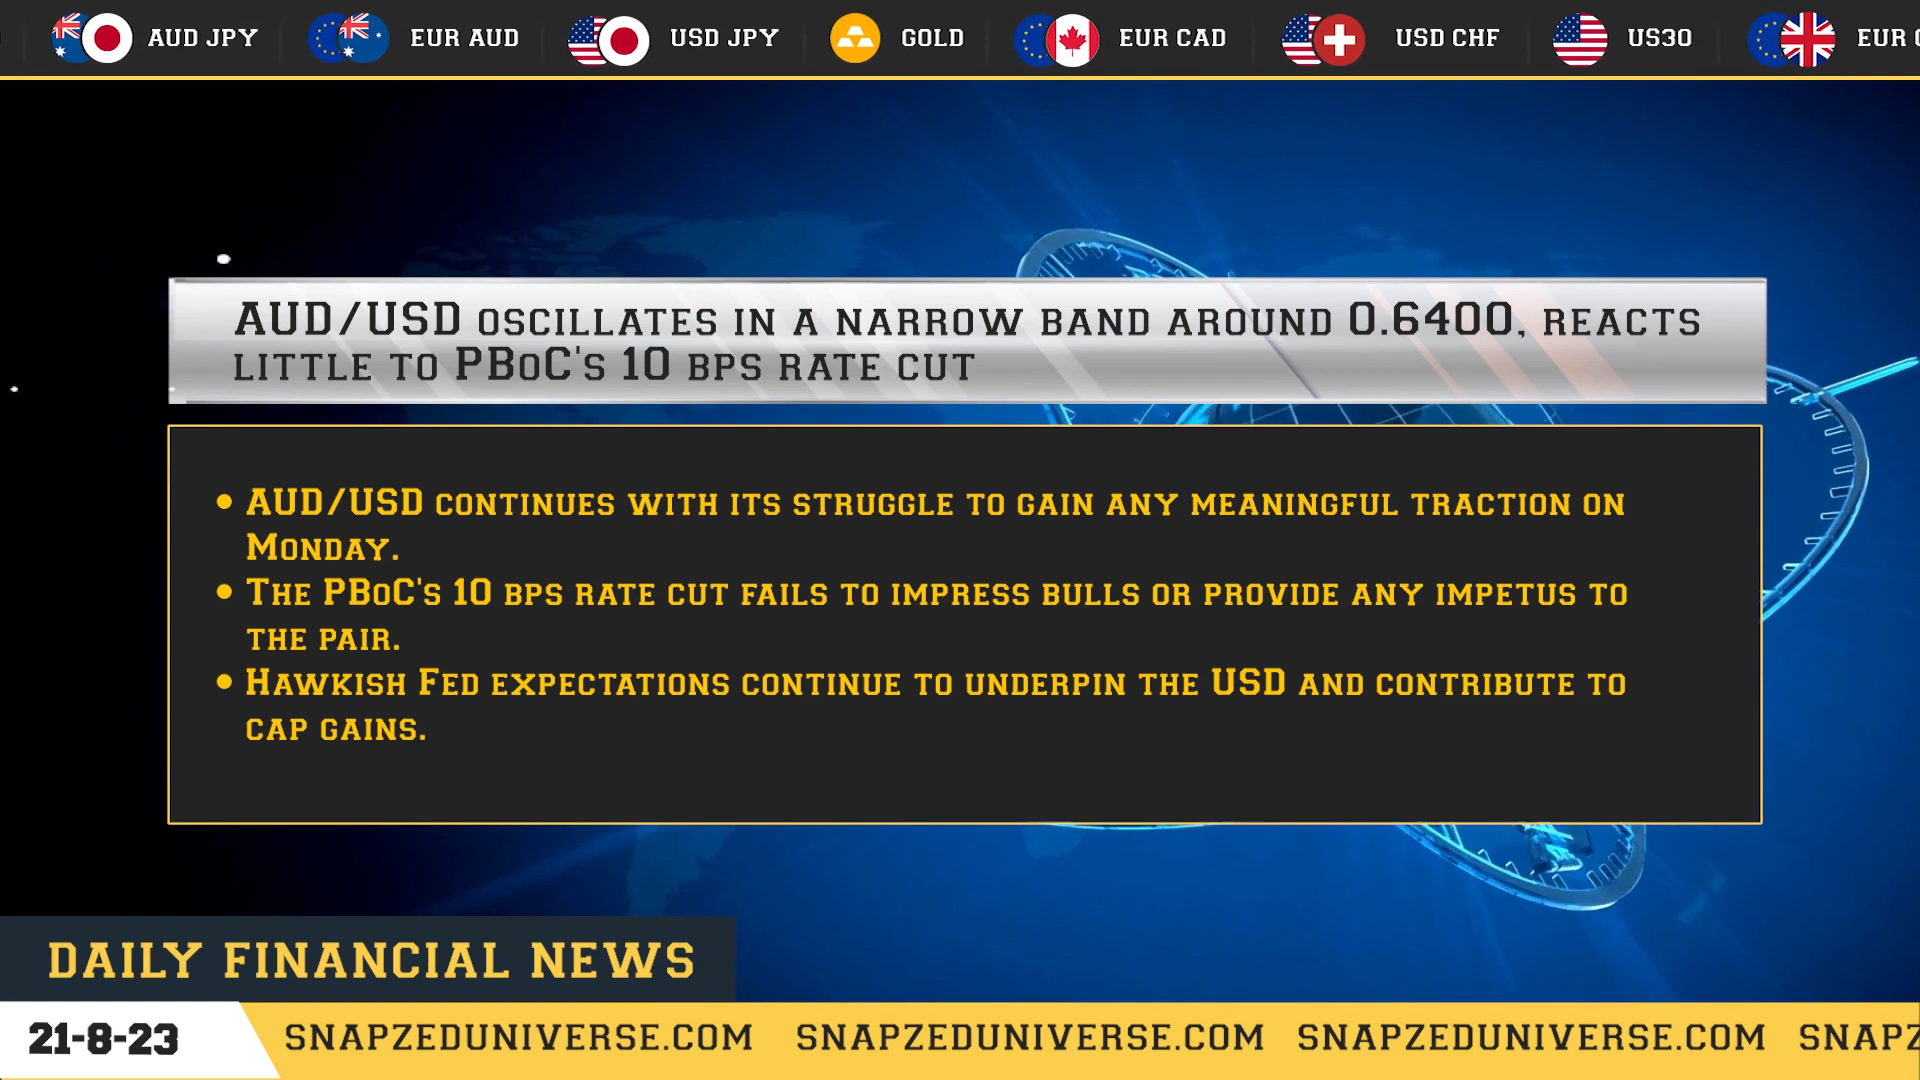 AUD JPY EUR AUD USD JPY GOLD EUR CAD USD CHF US30 EUR
AUD/USD OSCILLATES IN A NARROW BAND AROUND 0.6400, REACTS
LITTLE TO PBOC'S 10 BPS RATE CUT
• AUD/USD CONTINUES WITH ITS STRUGGLE TO GAIN ANY MEANINGFUL TRACTION ON
MONDAY.
• THE PBOC'S 10 BPS RATE CUT FAILS TO IMPRESS BULLS OR PROVIDE ANY IMPETUS TO
THE PAIR.
• HAWKISH FED EXPECTATIONS CONTINUE TO UNDERPIN THE USD AND CONTRIBUTE TO
CAP GAINS.
DAILY FINANCIAL NEWS
21-8-23 SNAPZEDUNIVERSE.COM SNAPZEDUNIVERSE.COM SNAPZEDUNIVERSE.COM SNAPZ